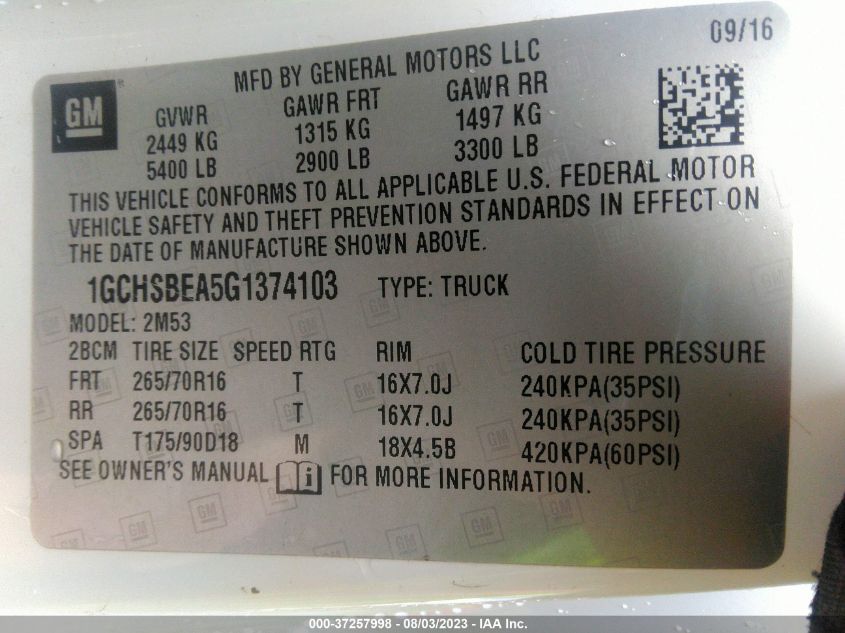 09/16
MFD BY GENERAL MOTORS LLC
GM
GVWR GAWR FRT GAWR RR
2449 KG 1315 KG 1497 KG
5400 LB 2900 LB 3300 LB
THIS VEHICLE CONFORMS TO ALL APPLICABLE U.S. FEDERAL MOTOR
VEHICLE SAFETY AND THEFT PREVENTION STANDARDS IN EFFECT ON
THE DATE OF MANUFACTURE SHOWN ABOVE.
1GCHSBEA5G1374103 TYPE: TRUCK
MODEL: 2M53
2BCM TIRE SIZE SPEED RTG RIM COLD TIRE PRESSURE
FRT 265/70R16 T 16X7.0J 240KPA(35PSI)
RR 265/70R16 T 16X7.0J 240KPA(35PSI)
SPA T175/90D18 M 18X4.5B 420KPA(60PSI)
SEE OWNER'S MANUAL i FOR MORE INFORMATION.
000-37257998 - 08/03/2023 - IAA Inc.